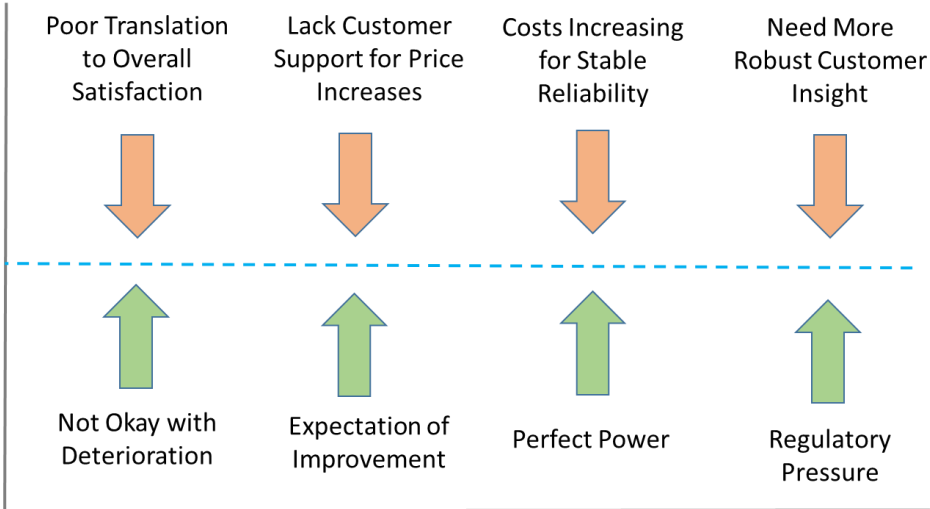 Poor Translation
to Overall
Satisfaction
Lack Customer
Support for Price
Increases
Costs Increasing
for Stable
Reliability
Need More
Robust Customer
Insight
Not Okay with
Deterioration
Expectation of
Improvement
Perfect Power
Regulatory
Pressure